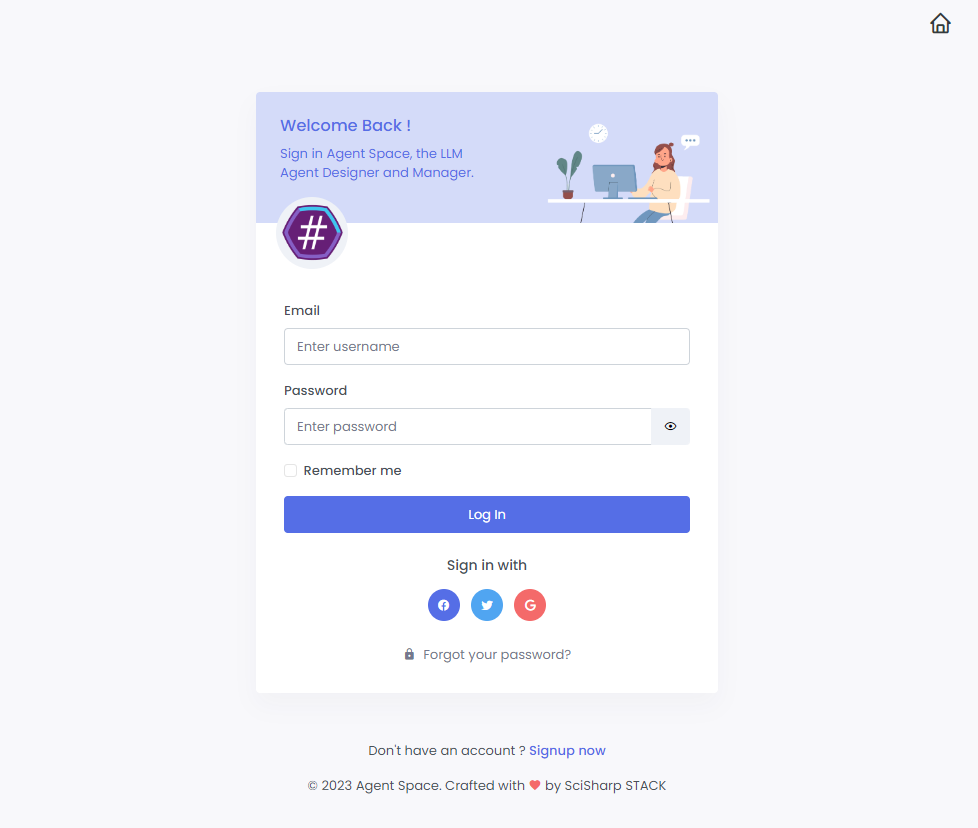 Welcome Back !
Sign in Agent Space, the LLM
Agent Designer and Manager.
#
Email
Enter username
Password
Enter password
Remember me
Log In
Sign in with
Forgot your password?
Don't have an account ? Signup now
© 2023 Agent Space. Crafted with ❤ by SciSharp STACK